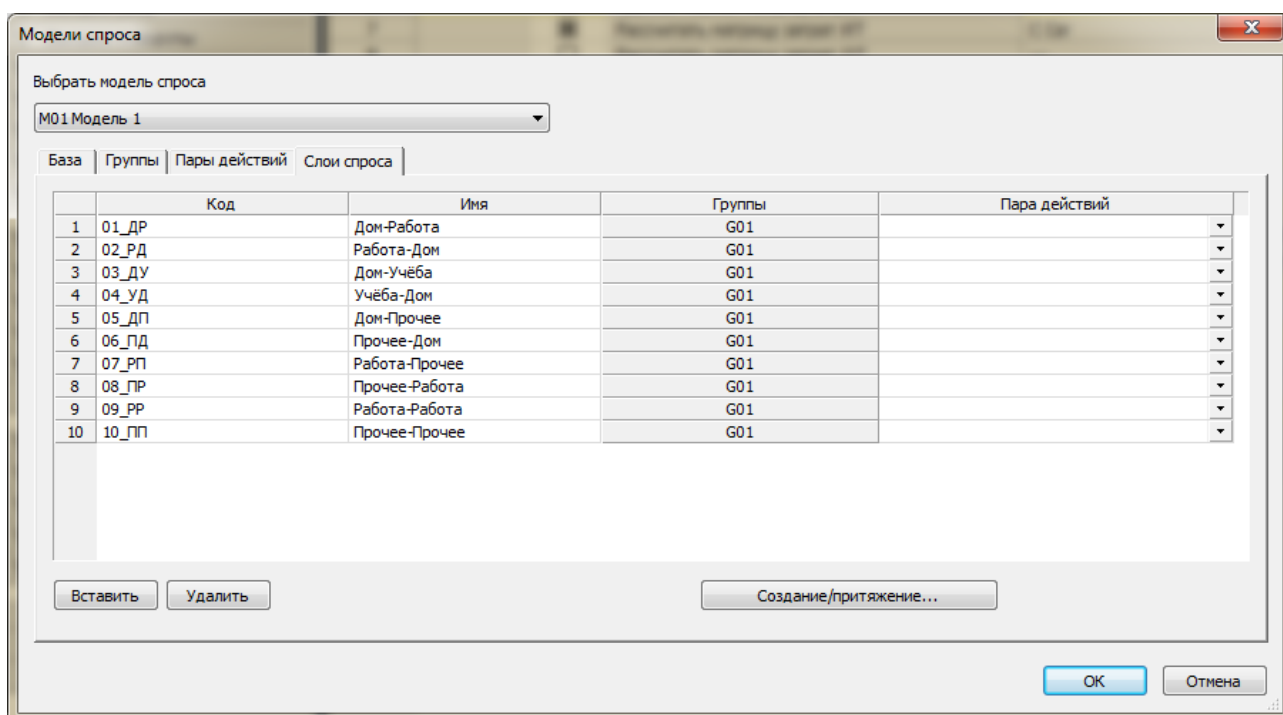 Модели спроса
Выбрать модель спроса
M01 Модель 1
База Группы Пары действий Слои спроса
Код Имя Группы Пара действий
1 01_ДР Дом-Работа G01
2 02_РД Работа-Дом G01
3 03_ДУ Дом-Учёба G01
4 04_УД Учёба-Дом G01
5 05_ДП Дом-Прочее G01
6 06_ПД Прочее-Дом G01
7 07_РП Работа-Прочее G01
8 08_ПР Прочее-Работа G01
9 09_РР Работа-Работа G01
10 10_ПП Прочее-Прочее G01
Вставить Удалить Создание/притяжение...
ОК Отмена